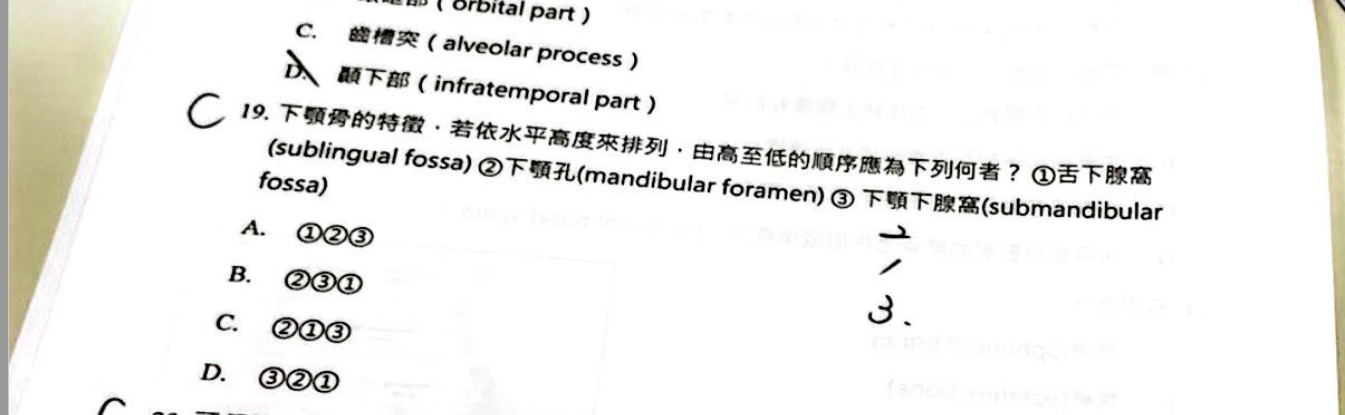 ( orbital part )
C. 齒槽突 ( alveolar process )
D. 顳下部 ( infratemporal part )
C 19. 下顎骨的特徵，若依水平高度來排列，由高至低的順序應為下列何者？ ①舌下腺窩
(sublingual fossa) ②下顎孔(mandibular foramen) ③ 下顎下腺窩(submandibular
fossa)
2
1
3.
A. ①②③
B. ②③①
C. ②①③
D. ③②①
C